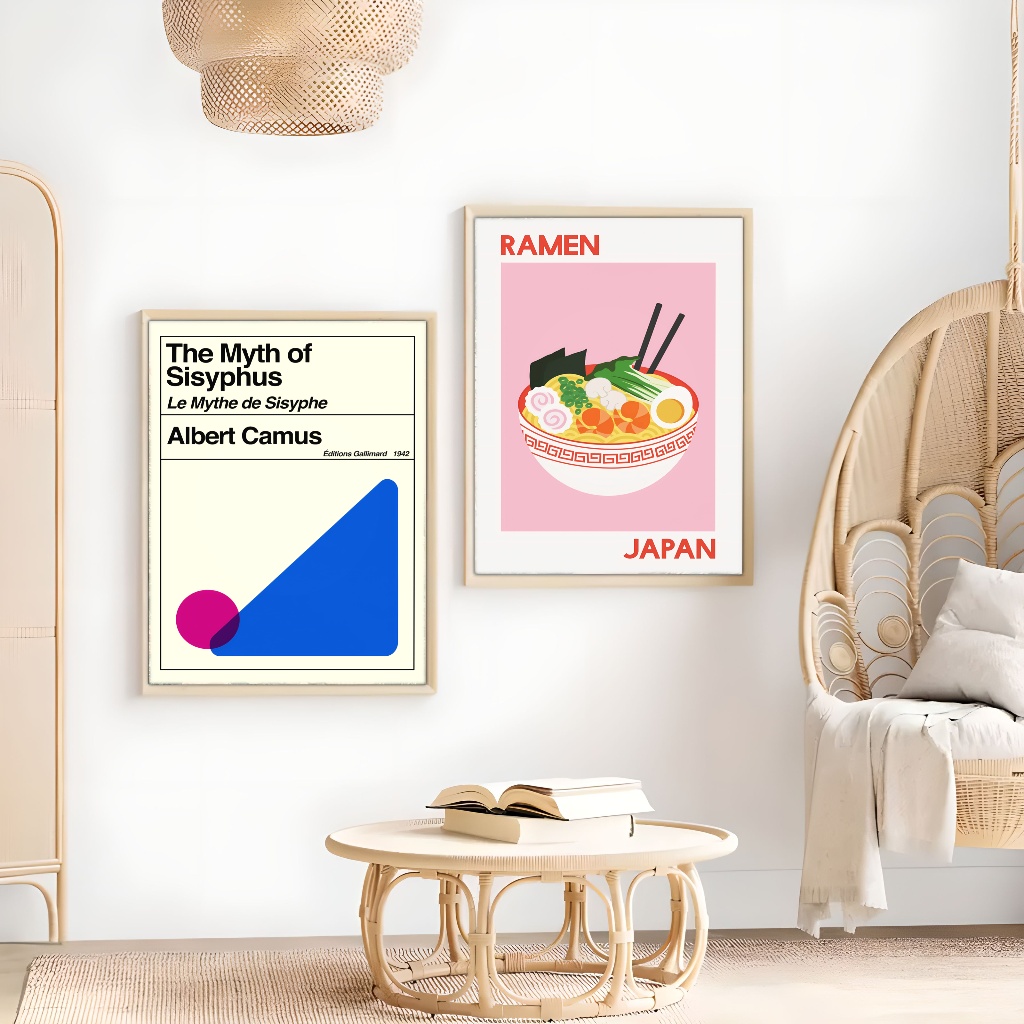 The Myth of
Sisyphus
Le Mythe de Sisyphe
Albert Camus
Éditions Gallimard 1942
RAMEN
JAPAN